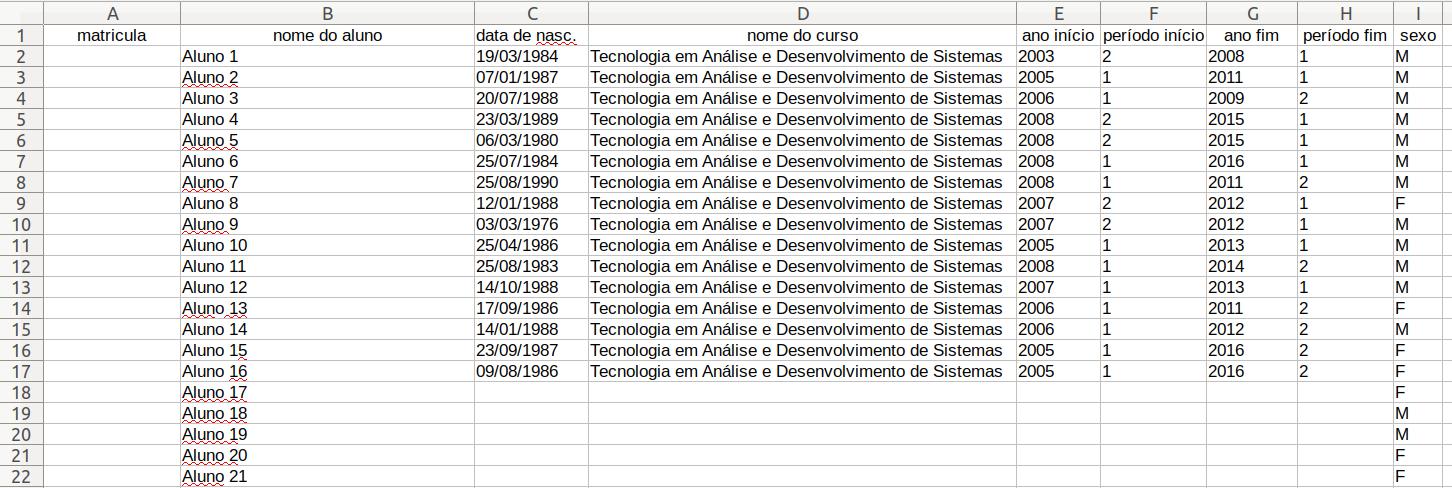 A B C D E F G H I
1 matricula nome do aluno data de nasc. nome do curso ano início período início ano fim período fim sexo
2 Aluno 1 19/03/1984 Tecnologia em Análise e Desenvolvimento de Sistemas 2003 2 2008 1 M
3 Aluno 2 07/01/1987 Tecnologia em Análise e Desenvolvimento de Sistemas 2005 1 2011 1 M
4 Aluno 3 20/07/1988 Tecnologia em Análise e Desenvolvimento de Sistemas 2006 1 2009 2 M
5 Aluno 4 23/03/1989 Tecnologia em Análise e Desenvolvimento de Sistemas 2008 2 2015 1 M
6 Aluno 5 06/03/1980 Tecnologia em Análise e Desenvolvimento de Sistemas 2008 2 2015 1 M
7 Aluno 6 25/07/1984 Tecnologia em Análise e Desenvolvimento de Sistemas 2008 1 2016 1 M
8 Aluno 7 25/08/1990 Tecnologia em Análise e Desenvolvimento de Sistemas 2008 1 2011 2 M
9 Aluno 8 12/01/1988 Tecnologia em Análise e Desenvolvimento de Sistemas 2007 2 2012 1 F
10 Aluno 9 03/03/1976 Tecnologia em Análise e Desenvolvimento de Sistemas 2007 2 2012 1 M
11 Aluno 10 25/04/1986 Tecnologia em Análise e Desenvolvimento de Sistemas 2005 1 2013 1 M
12 Aluno 11 25/08/1983 Tecnologia em Análise e Desenvolvimento de Sistemas 2008 1 2014 2 M
13 Aluno 12 14/10/1988 Tecnologia em Análise e Desenvolvimento de Sistemas 2007 1 2013 1 M
14 Aluno 13 17/09/1986 Tecnologia em Análise e Desenvolvimento de Sistemas 2006 1 2011 2 F
15 Aluno 14 14/01/1988 Tecnologia em Análise e Desenvolvimento de Sistemas 2006 1 2012 2 M
16 Aluno 15 23/09/1987 Tecnologia em Análise e Desenvolvimento de Sistemas 2005 1 2016 2 F
17 Aluno 16 09/08/1986 Tecnologia em Análise e Desenvolvimento de Sistemas 2005 1 2016 2 F
18 Aluno 17 F
19 Aluno 18 M
20 Aluno 19 M
21 Aluno 20 F
22 Aluno 21 F